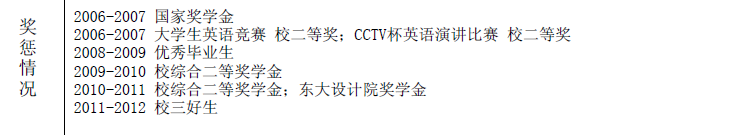 奖惩情况
2006-2007 国家奖学金
2006-2007 大学生英语竞赛 校二等奖；CCTV杯英语演讲比赛 校二等奖
2008-2009 优秀毕业生
2009-2010 校综合二等奖学金
2010-2011 校综合二等奖学金；东大设计院奖学金
2011-2012 校三好生